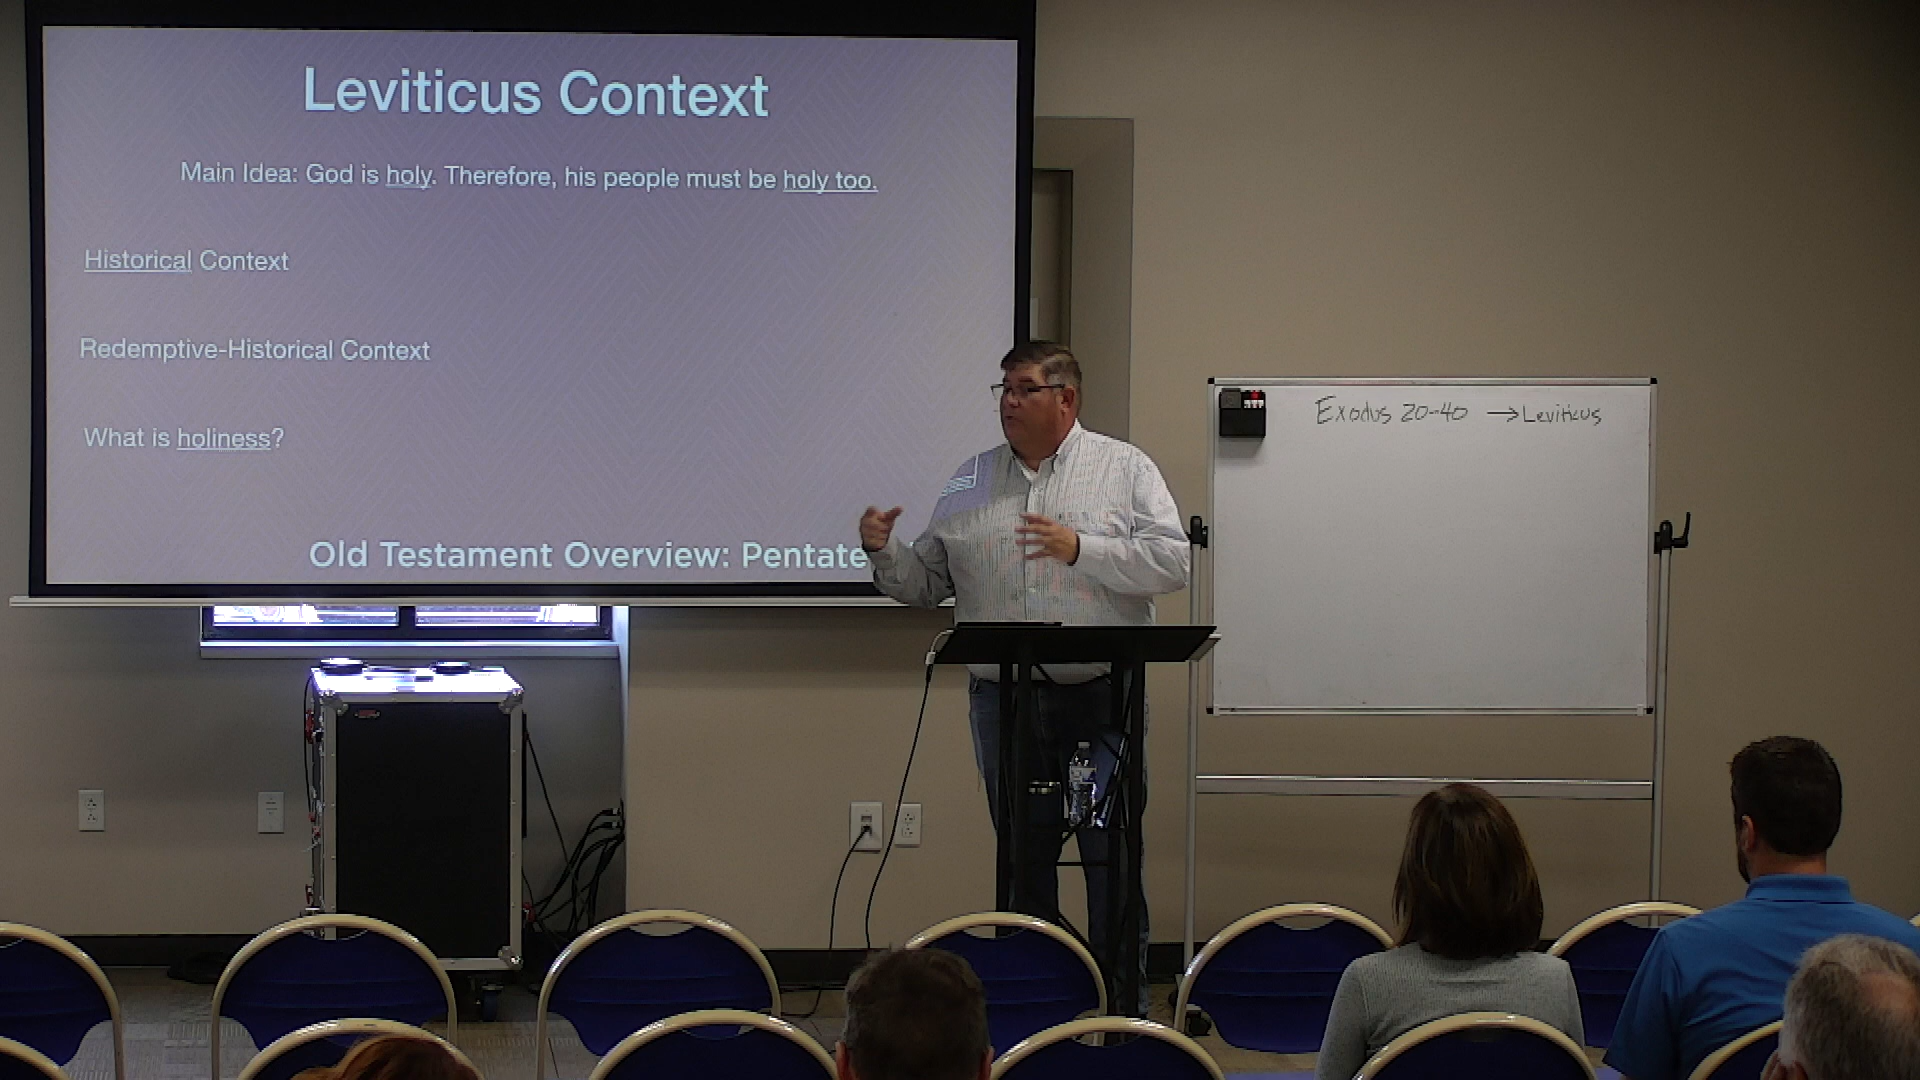 Leviticus Context
Main Idea: God is holy. Therefore, his people must be holy too.
Historical Context
Redemptive-Historical Context
What is holiness?
Old Testament Overview: Pentate
Exodus 20-40 → Leviticus